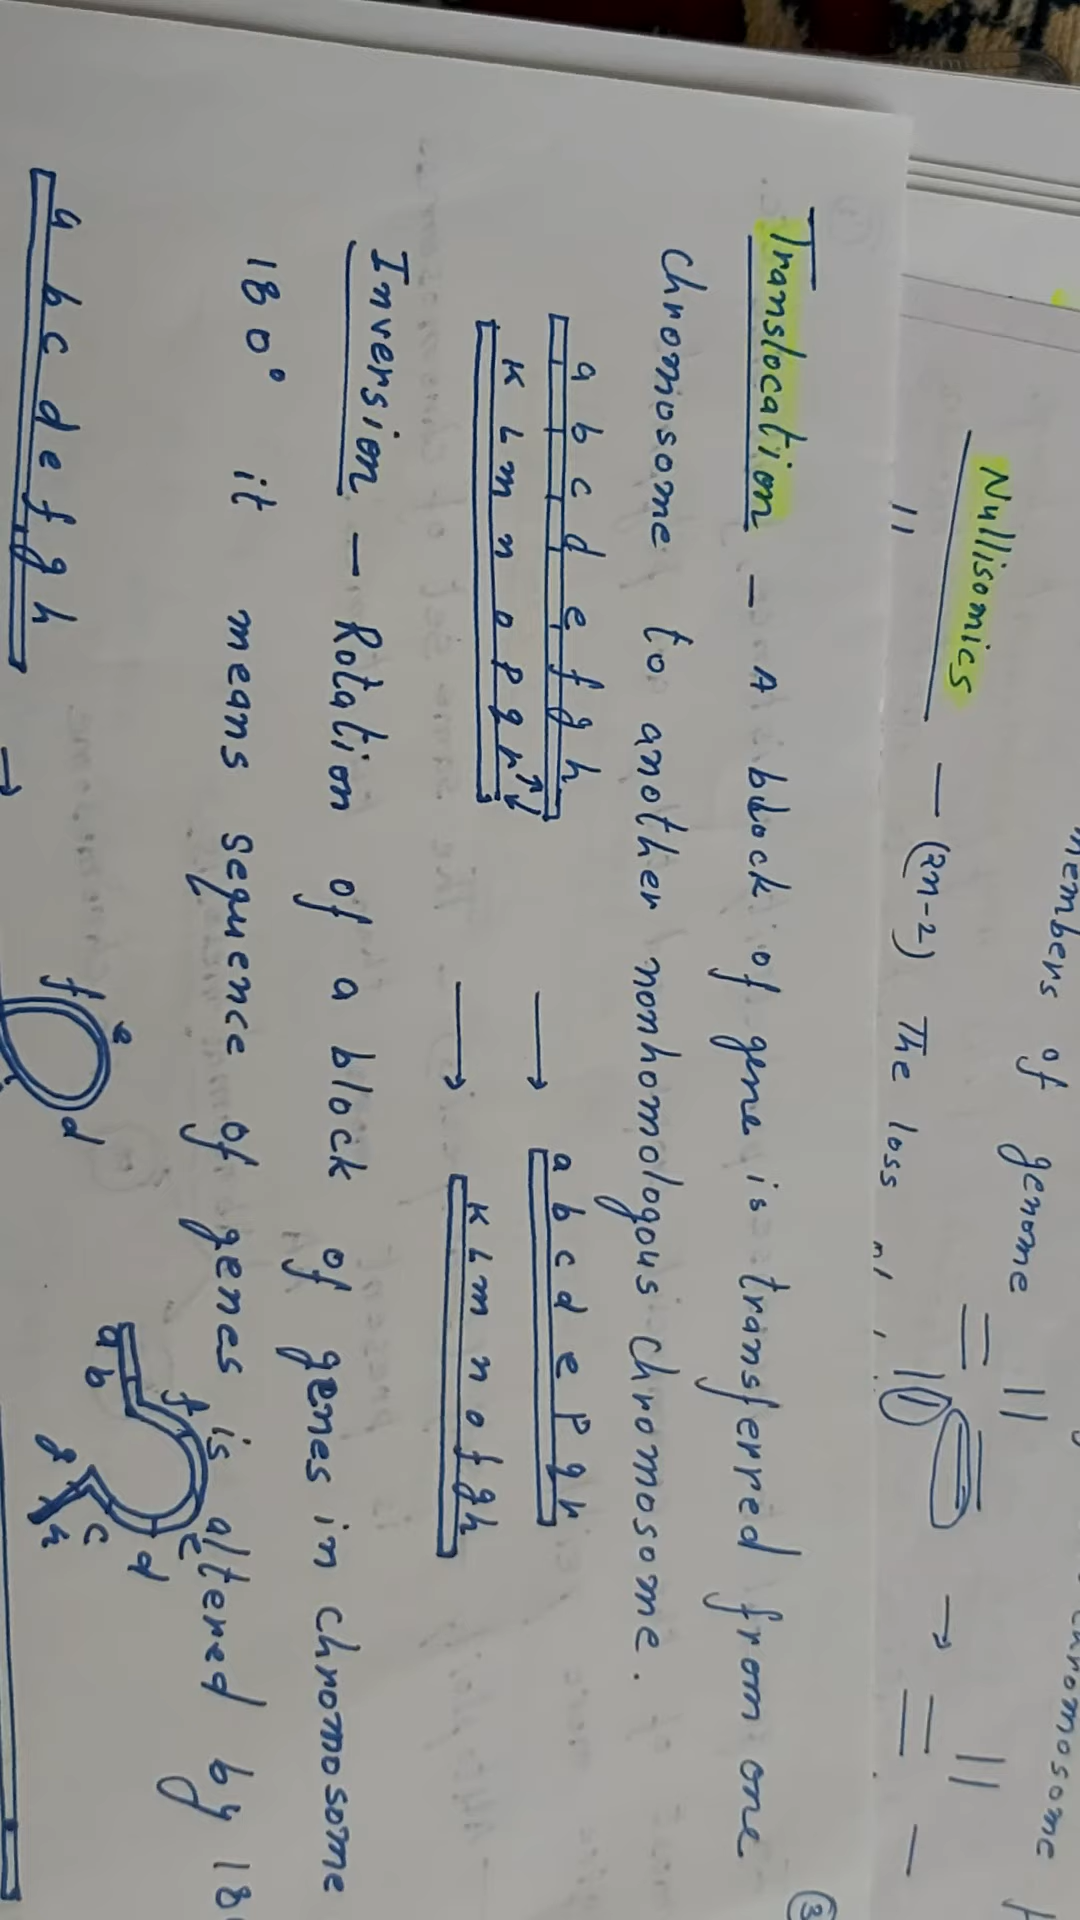 members of genome
chromosome
Nullisomics — (2n-2) The loss
③
Translocation — A block of gene is transferred from one
chromosome to another nonhomologous chromosome.
a b c d e f g h → a b c d e p q r
K L m n o p q r → K L m n o f g h
Inversion — Rotation of a block of genes in chromosome
180° it means sequence of genes is altered by 18
a b c d e f g h →
f e d
a b f e d c g h